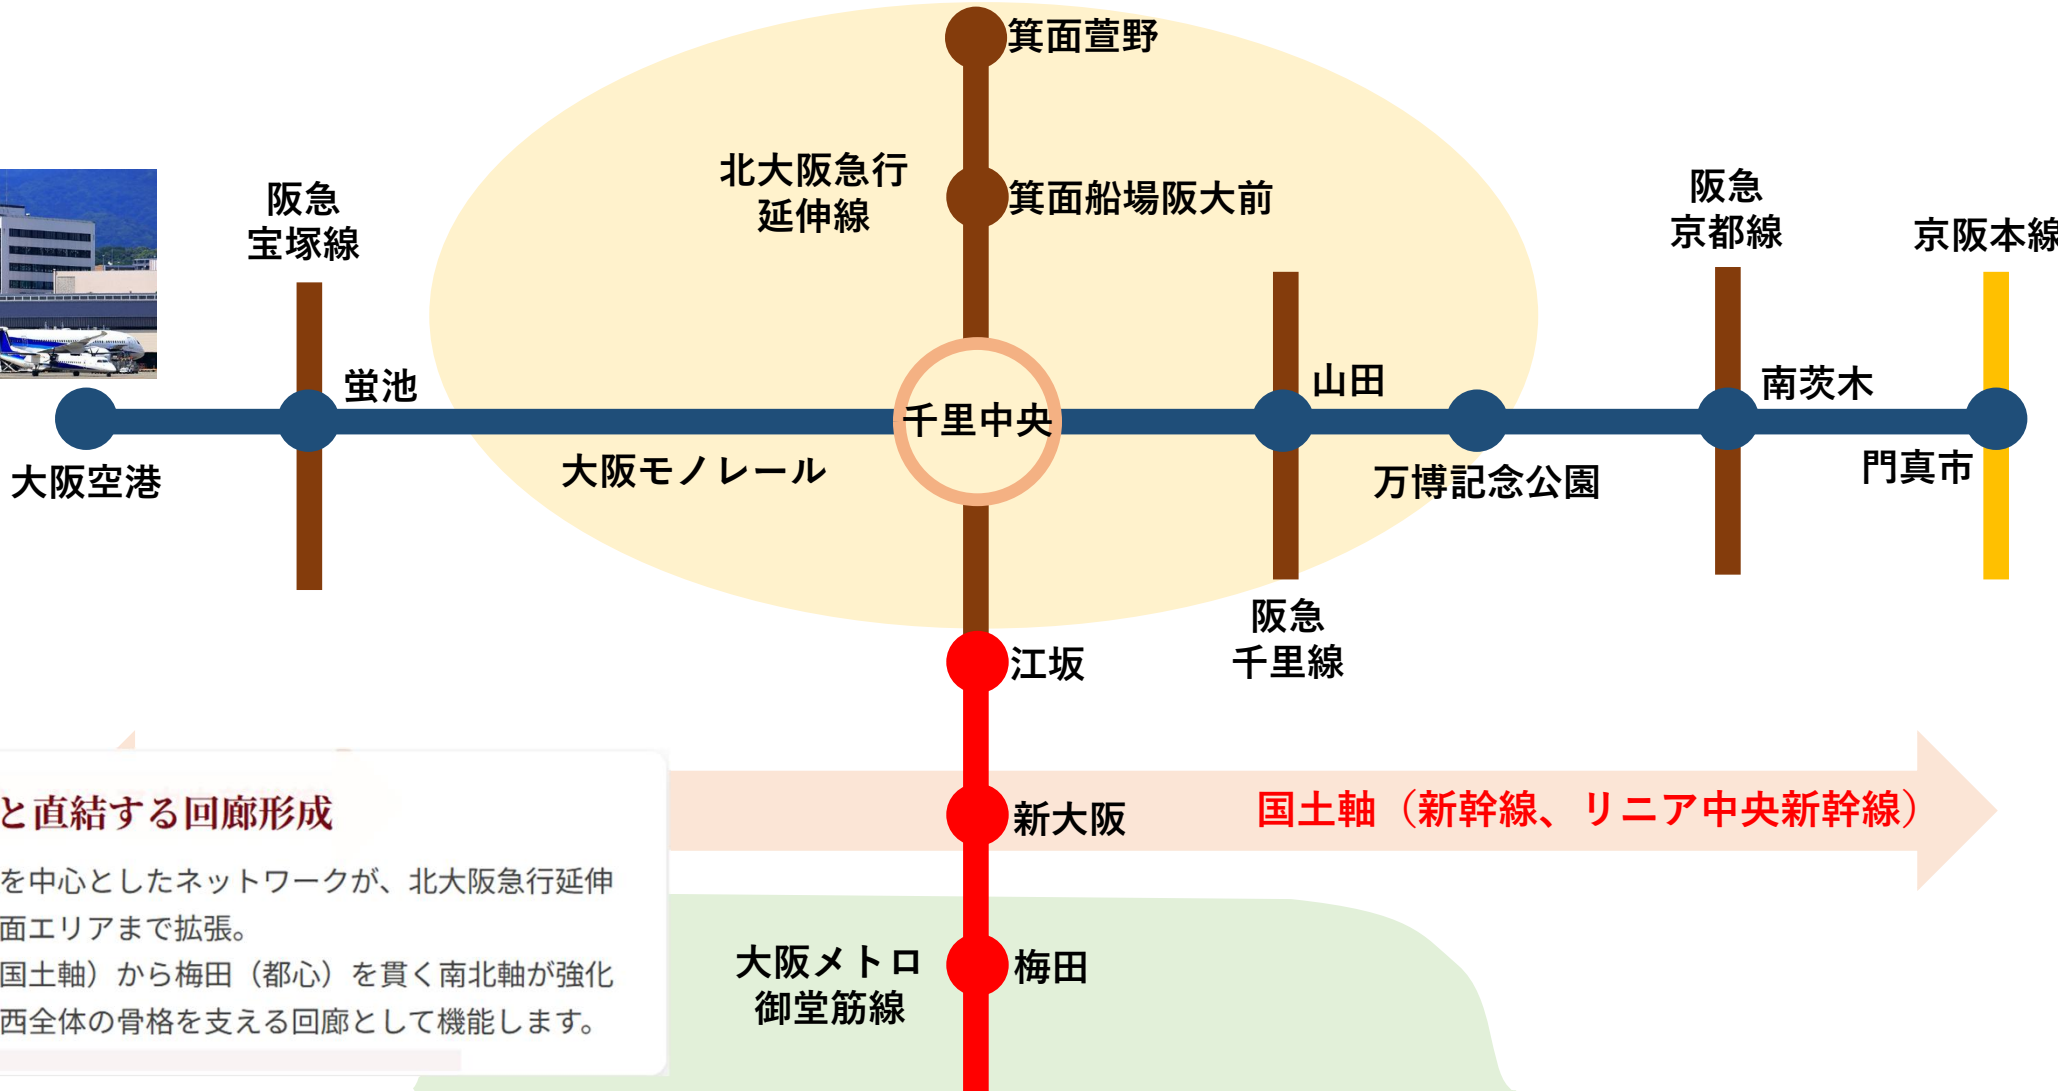 箕面萱野
北大阪急行
延伸線
箕面船場阪大前
阪急
宝塚線
阪急
京都線
京阪本線
蛍池
千里中央
山田
南茨木
大阪空港
大阪モノレール
万博記念公園
門真市
阪急
千里線
江坂
新大阪
国土軸（新幹線、リニア中央新幹線）
と直結する回廊形成
を中心としたネットワークが、北大阪急行延伸
面エリアまで拡張。
国土軸）から梅田（都心）を貫く南北軸が強化
西全体の骨格を支える回廊として機能します。
大阪メトロ
御堂筋線
梅田